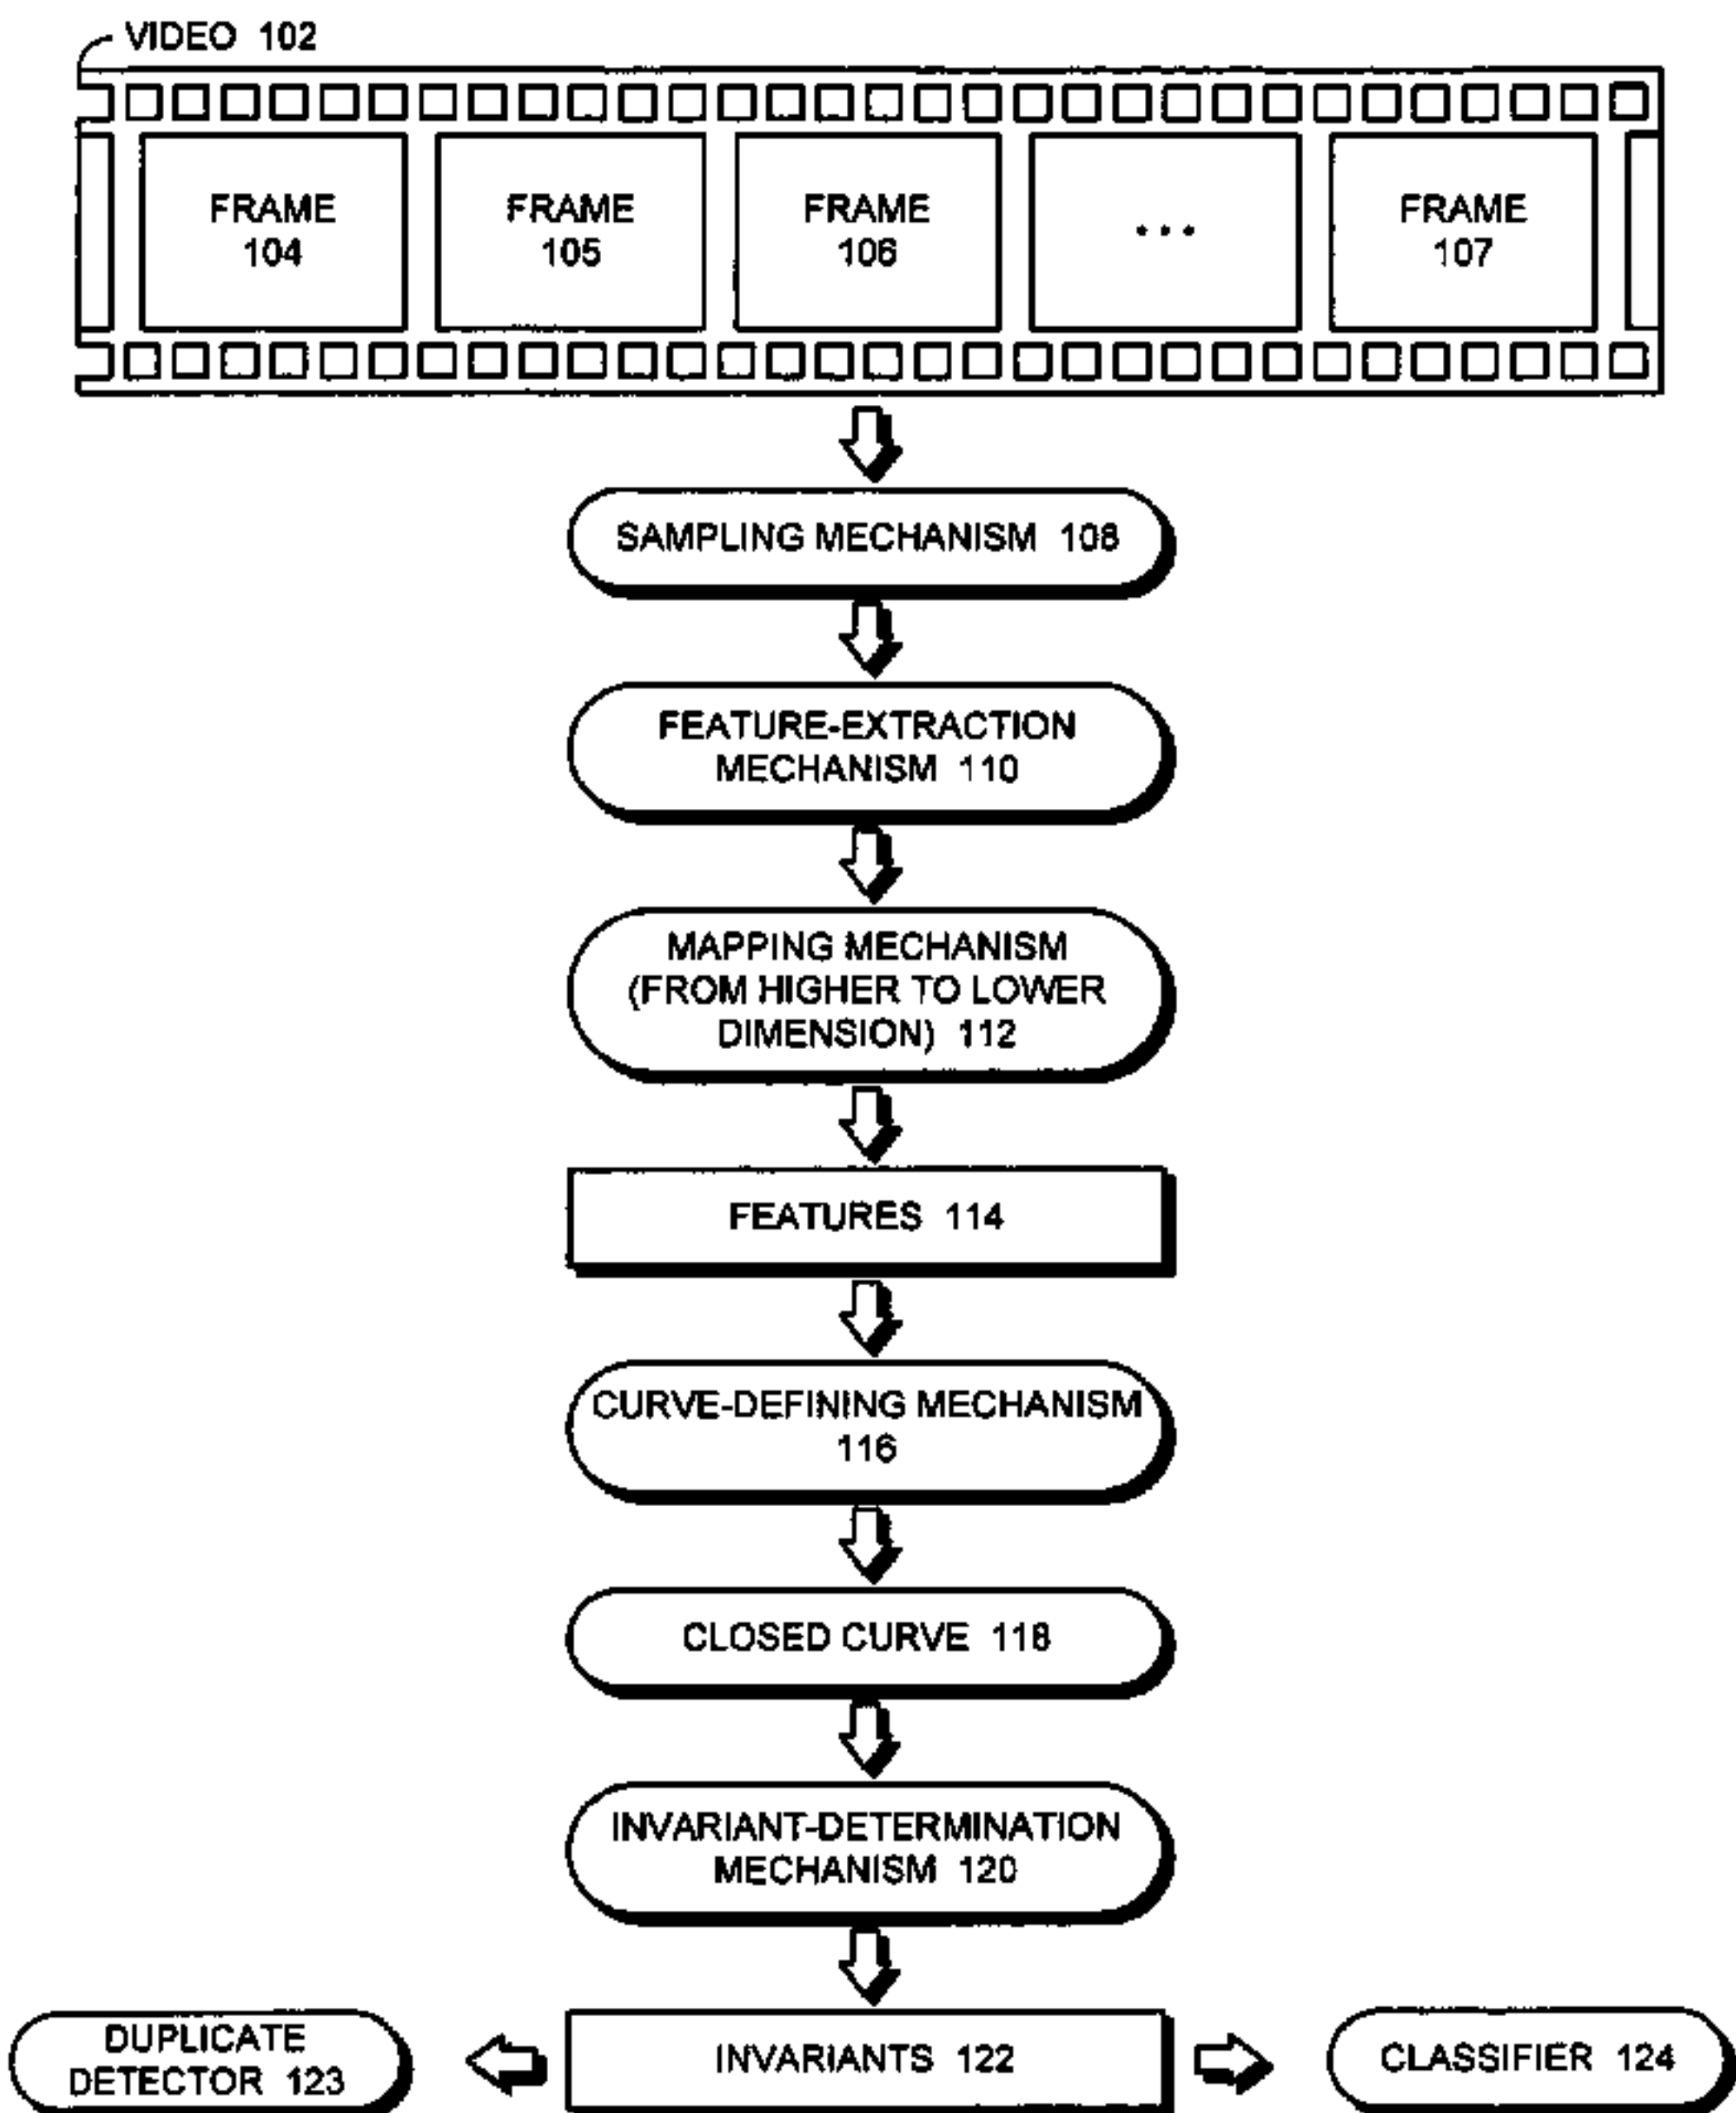 VIDEO 102
FRAME
104
FRAME
105
FRAME
106
...
FRAME
107
SAMPLING MECHANISM 108
FEATURE-EXTRACTION
MECHANISM 110
MAPPING MECHANISM
(FROM HIGHER TO LOWER
DIMENSION) 112
FEATURES 114
CURVE-DEFINING MECHANISM
116
CLOSED CURVE 118
INVARIANT-DETERMINATION
MECHANISM 120
DUPLICATE
DETECTOR 123
INVARIANTS 122
CLASSIFIER 124